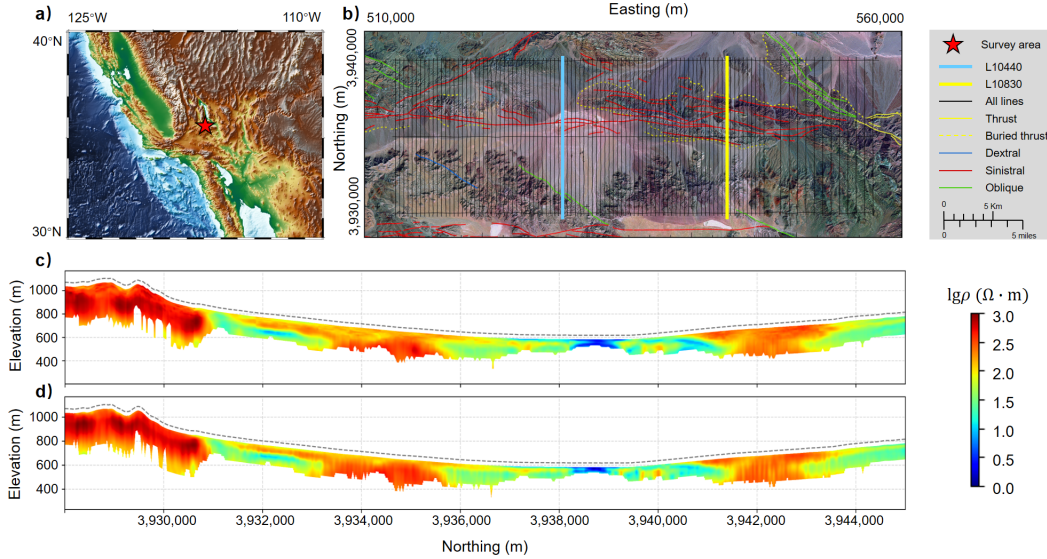 a)
125°W
110°W
40°N
30°N
b)
510,000
Easting (m)
560,000
Northing (m)
3,940,000
3,930,000
Survey area
L10440
L10830
All lines
Thrust
Buried thrust
Dextral
Sinistral
Oblique
0
5 Km
0
5 miles
c)
Elevation (m)
1000
800
600
400
d)
Elevation (m)
1000
800
600
400
3,930,000
3,932,000
3,934,000
3,936,000
3,938,000
3,940,000
3,942,000
3,944,000
Northing (m)
lgρ (Ω · m)
3.0
2.5
2.0
1.5
1.0
0.5
0.0